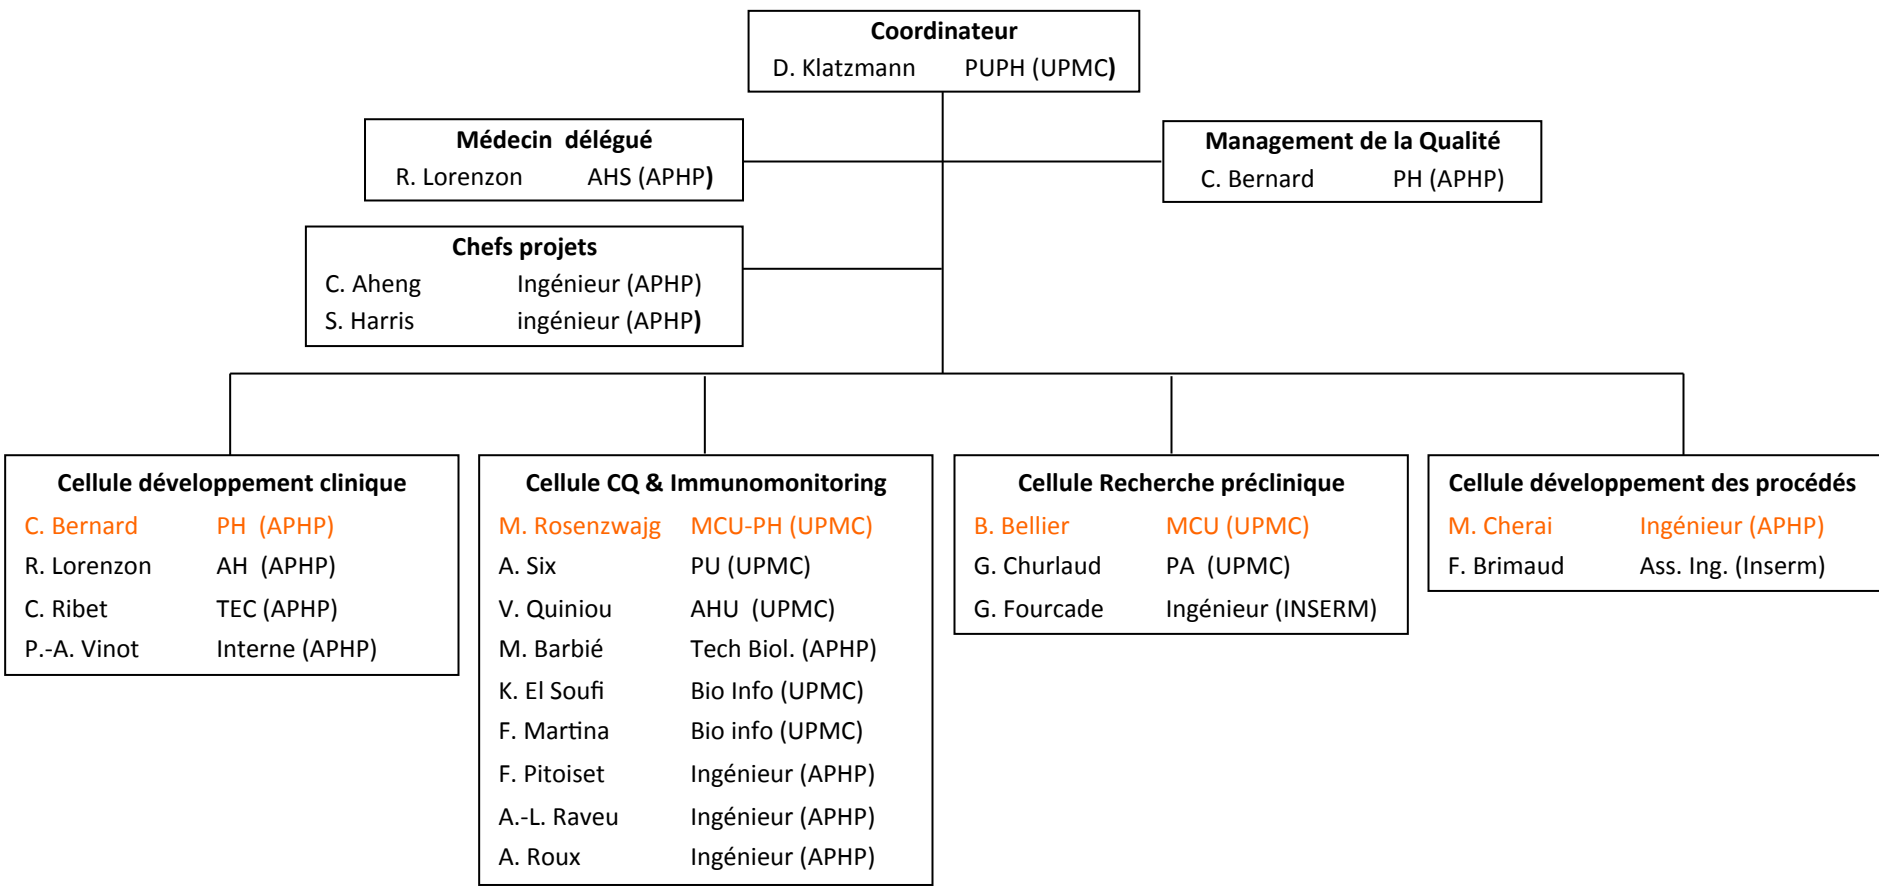 Coordinateur
D. Klatzmann PUPH (UPMC)
Médecin délégué
R. Lorenzon AHS (APHP)
Management de la Qualité
C. Bernard PH (APHP)
Chefs projets
C. Aheng Ingénieur (APHP)
S. Harris ingénieur (APHP)
Cellule développement clinique
C. Bernard PH (APHP)
R. Lorenzon AH (APHP)
C. Ribet TEC (APHP)
P.-A. Vinot Interne (APHP)
Cellule CQ & Immunomonitoring
M. Rosenzwajg MCU-PH (UPMC)
A. Six PU (UPMC)
V. Quiniou AHU (UPMC)
M. Barbié Tech Biol. (APHP)
K. El Soufi Bio Info (UPMC)
F. Martina Bio info (UPMC)
F. Pitoiset Ingénieur (APHP)
A.-L. Raveu Ingénieur (APHP)
A. Roux Ingénieur (APHP)
Cellule Recherche préclinique
B. Bellier MCU (UPMC)
G. Churlaud PA (UPMC)
G. Fourcade Ingénieur (INSERM)
Cellule développement des procédés
M. Cherai Ingénieur (APHP)
F. Brimaud Ass. Ing. (Inserm)